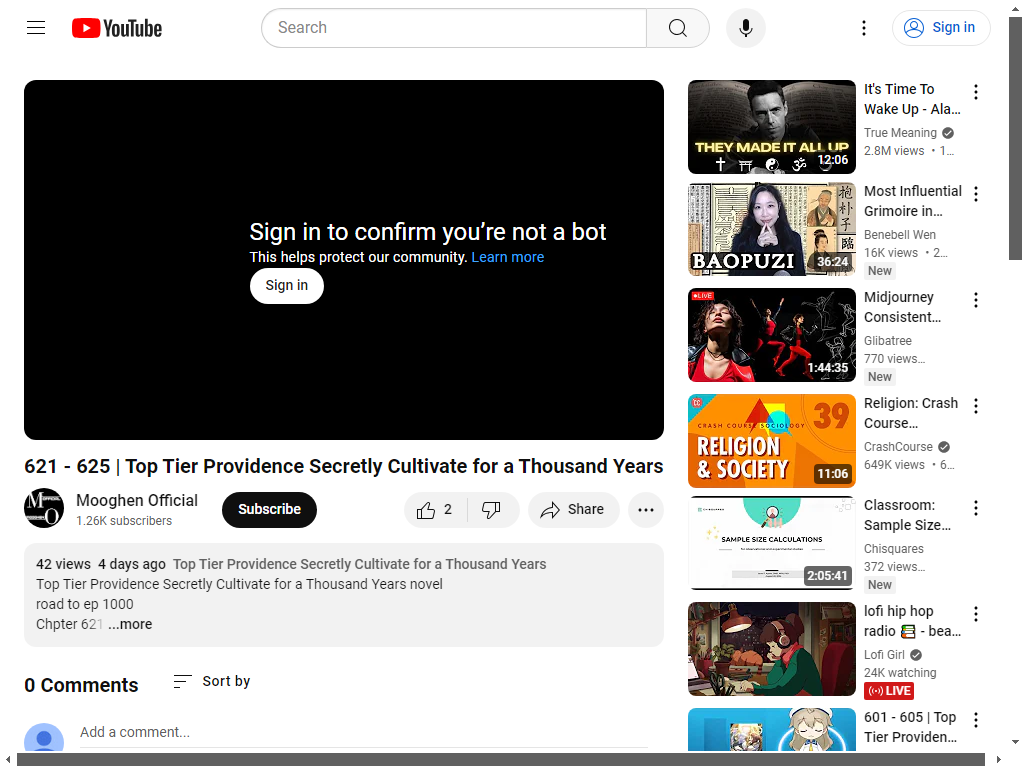 YouTube
Search
Sign in
Sign in to confirm you’re not a bot
This helps protect our community. Learn more
Sign in
621 - 625 | Top Tier Providence Secretly Cultivate for a Thousand Years
Mooghen Official
1.26K subscribers
Subscribe
2
Share
42 views 4 days ago Top Tier Providence Secretly Cultivate for a Thousand Years
Top Tier Providence Secretly Cultivate for a Thousand Years novel
road to ep 1000
Chpter 621 ...more
0 Comments
Sort by
Add a comment...
THEY MADE IT ALL UP
12:06
It's Time To
Wake Up - Ala...
True Meaning
2.8M views • 1...
抱朴子
臨
BAOPUZI
36:24
Most Influential
Grimoire in...
Benebell Wen
16K views • 2...
New
LIVE
1:44:35
Midjourney
Consistent...
Glibatree
770 views...
New
CRASH COURSE SOCIOLOGY
39
RELIGION
& SOCIETY
11:06
Religion: Crash
Course...
CrashCourse
649K views • 6...
SAMPLE SIZE CALCULATIONS
2:05:41
Classroom:
Sample Size...
Chisquares
372 views...
New
lofi hip hop
radio 📚 - bea...
Lofi Girl
24K watching
LIVE
601 - 605 | Top
Tier Providen...